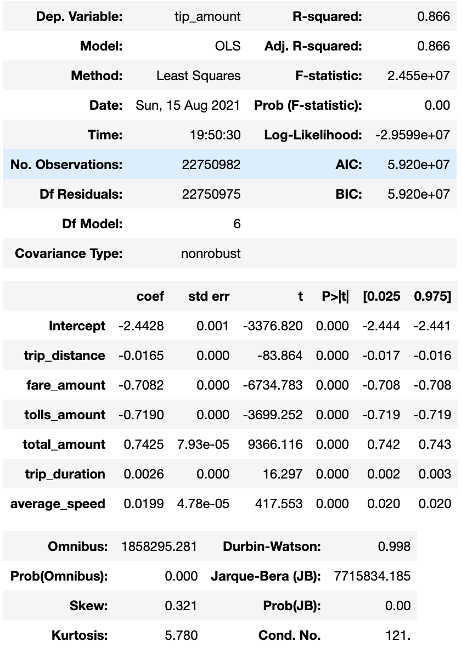 Dep. Variable: tip_amount R-squared: 0.866
Model: OLS Adj. R-squared: 0.866
Method: Least Squares F-statistic: 2.455e+07
Date: Sun, 15 Aug 2021 Prob (F-statistic): 0.00
Time: 19:50:30 Log-Likelihood: -2.9599e+07
No. Observations: 22750982 AIC: 5.920e+07
Df Residuals: 22750975 BIC: 5.920e+07
Df Model: 6
Covariance Type: nonrobust
coef std err t P>|t| [0.025 0.975]
Intercept -2.4428 0.001 -3376.820 0.000 -2.444 -2.441
trip_distance -0.0165 0.000 -83.864 0.000 -0.017 -0.016
fare_amount -0.7082 0.000 -6734.783 0.000 -0.708 -0.708
tolls_amount -0.7190 0.000 -3699.252 0.000 -0.719 -0.719
total_amount 0.7425 7.93e-05 9366.116 0.000 0.742 0.743
trip_duration 0.0026 0.000 16.297 0.000 0.002 0.003
average_speed 0.0199 4.78e-05 417.553 0.000 0.020 0.020
Omnibus: 1858295.281 Durbin-Watson: 0.998
Prob(Omnibus): 0.000 Jarque-Bera (JB): 7715834.185
Skew: 0.321 Prob(JB): 0.00
Kurtosis: 5.780 Cond. No. 121.